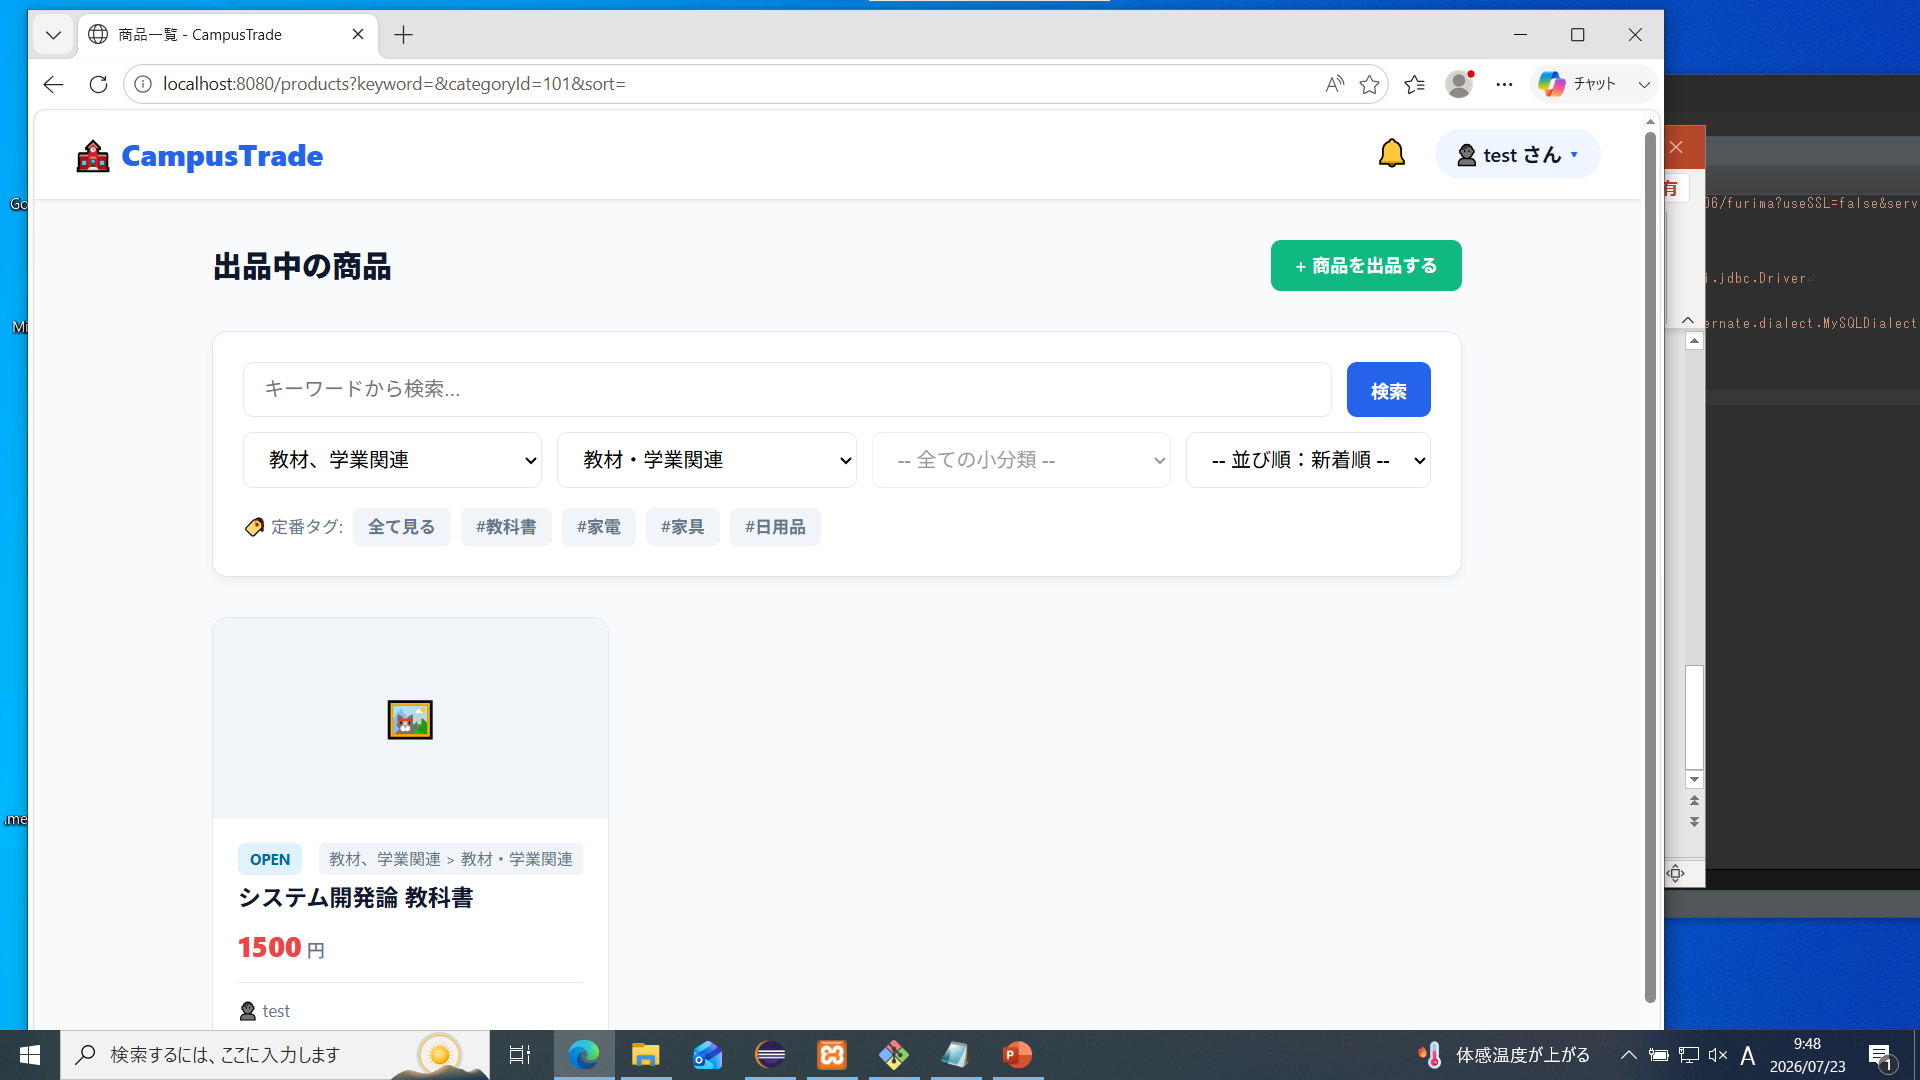 商品一覧 - CampusTrade
localhost:8080/products?keyword=&categoryId=101&sort=
チャット
CampusTrade
test さん
出品中の商品
+ 商品を出品する
キーワードから検索...
検索
教材、学業関連
教材・学業関連
-- 全ての小分類 --
-- 並び順：新着順 --
定番タグ:
全て見る
#教科書
#家電
#家具
#日用品
OPEN
教材、学業関連 > 教材・学業関連
システム開発論 教科書
1500 円
test
Go
Mi
.me
有
06/furima?useSSL=false&serv
i.jdbc.Driver
ernate.dialect.MySQLDialect
検索するには、ここに入力します
体感温度が上がる
A
9:48
2026/07/23
1